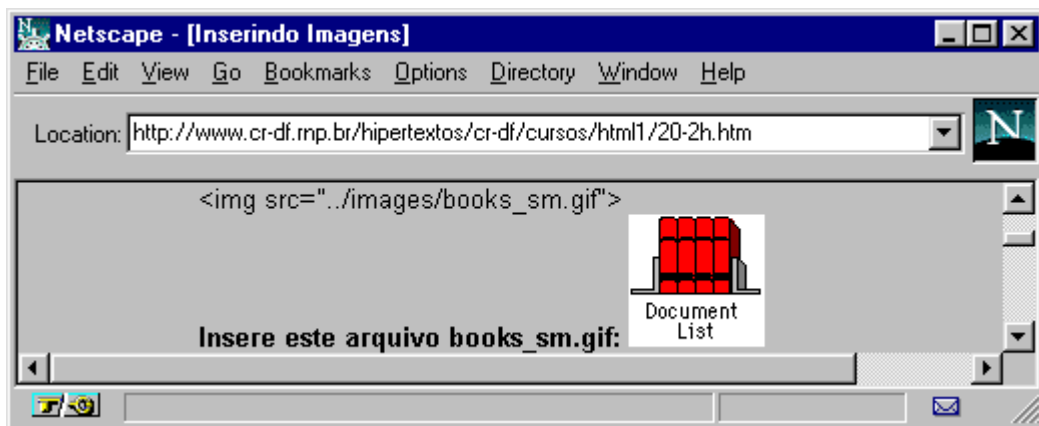 Netscape - [Inserindo Imagens]
File Edit View Go Bookmarks Options Directory Window Help
Location: http://www.cr-df.rnp.br/hipertextos/cr-df/cursos/html1/20-2h.htm
N
<img src="../images/books_sm.gif">
Document
List
Insere este arquivo books_sm.gif: